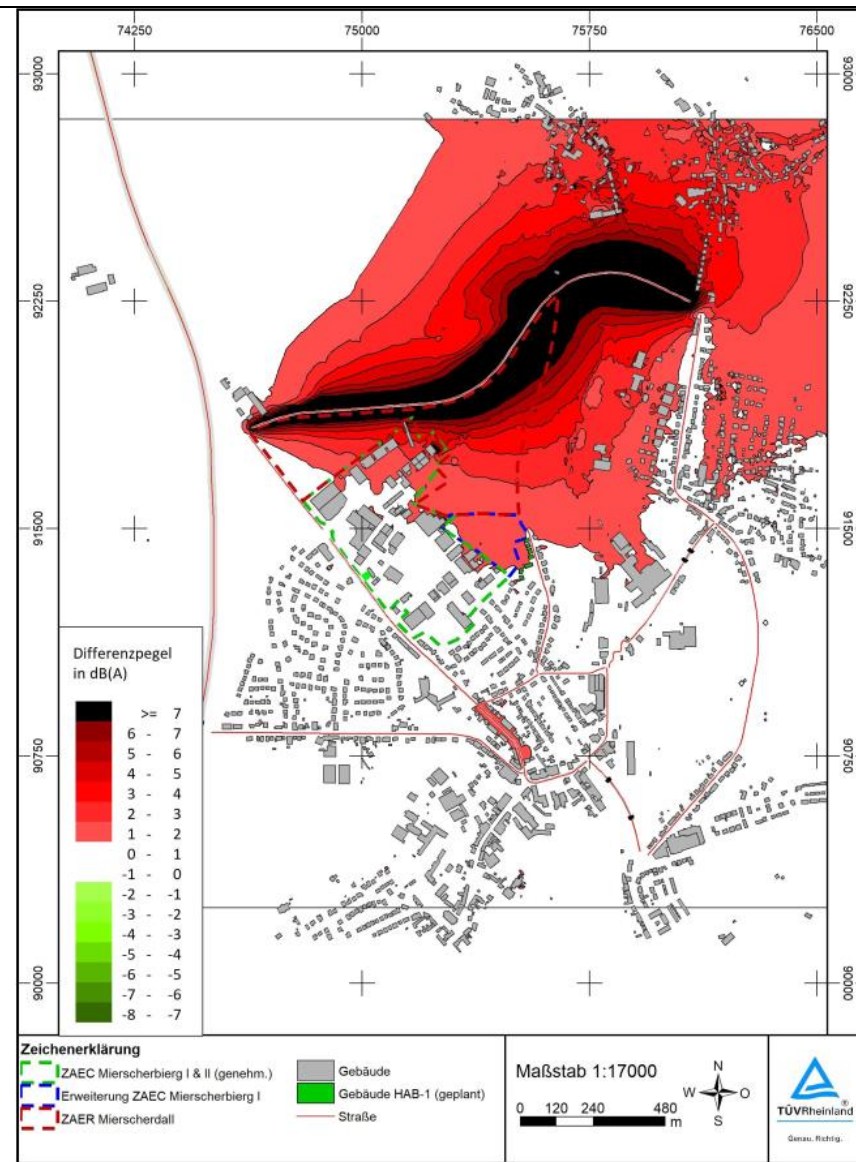 74250 75000 75750 76500
93000 93000
92250 92250
91500 91500
90750 90750
90000 90000
Differenzpegel
in dB(A)
>= 7
6 - 7
5 - 6
4 - 5
3 - 4
2 - 3
1 - 2
0 - 1
-1 - 0
-2 - -1
-3 - -2
-4 - -3
-5 - -4
-6 - -5
-7 - -6
-8 - -7
Zeichenerklärung
ZAEC Mierscherbierg I & II (genehm.)
Erweiterung ZAEC Mierscherbierg I
ZAER Mierscherdall
Gebäude
Gebäude HAB-1 (geplant)
Straße
Maßstab 1:17000
0 120 240 480
m
N
W O
S
TÜVRheinland®
Genau. Richtig.